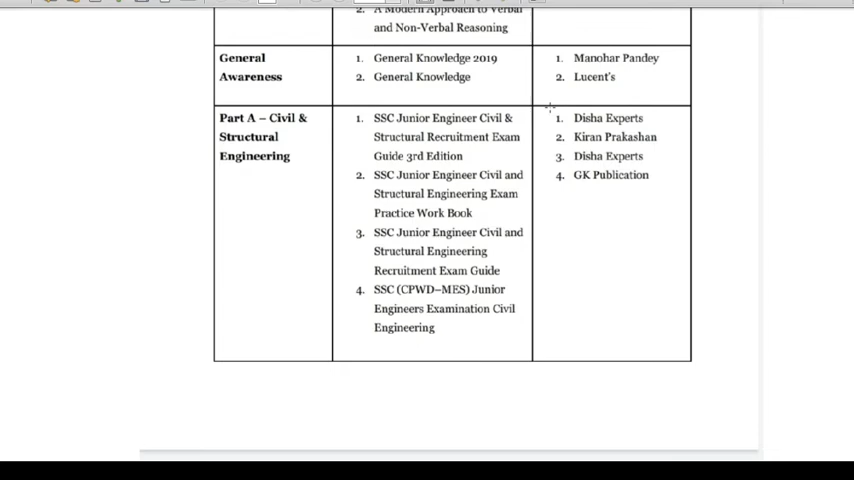 2. A Modern Approach to Verbal
and Non-Verbal Reasoning
General
Awareness
1. General Knowledge 2019
2. General Knowledge
1. Manohar Pandey
2. Lucent's
Part A – Civil &
Structural
Engineering
1. SSC Junior Engineer Civil &
Structural Recruitment Exam
Guide 3rd Edition
2. SSC Junior Engineer Civil and
Structural Engineering Exam
Practice Work Book
3. SSC Junior Engineer Civil and
Structural Engineering
Recruitment Exam Guide
4. SSC (CPWD–MES) Junior
Engineers Examination Civil
Engineering
1. Disha Experts
2. Kiran Prakashan
3. Disha Experts
4. GK Publication